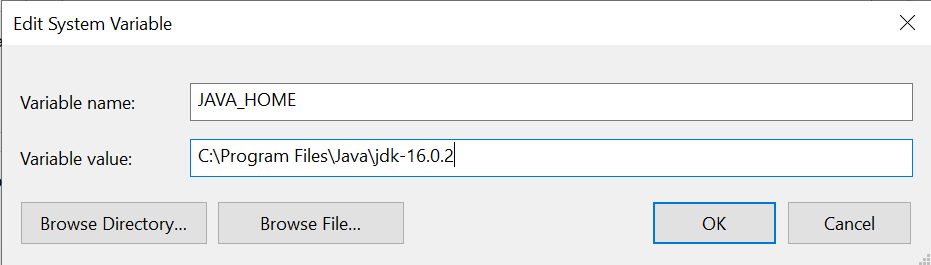 Edit System Variable
Variable name: JAVA_HOME
Variable value: C:\Program Files\Java\jdk-16.0.2
Browse Directory... Browse File... OK Cancel